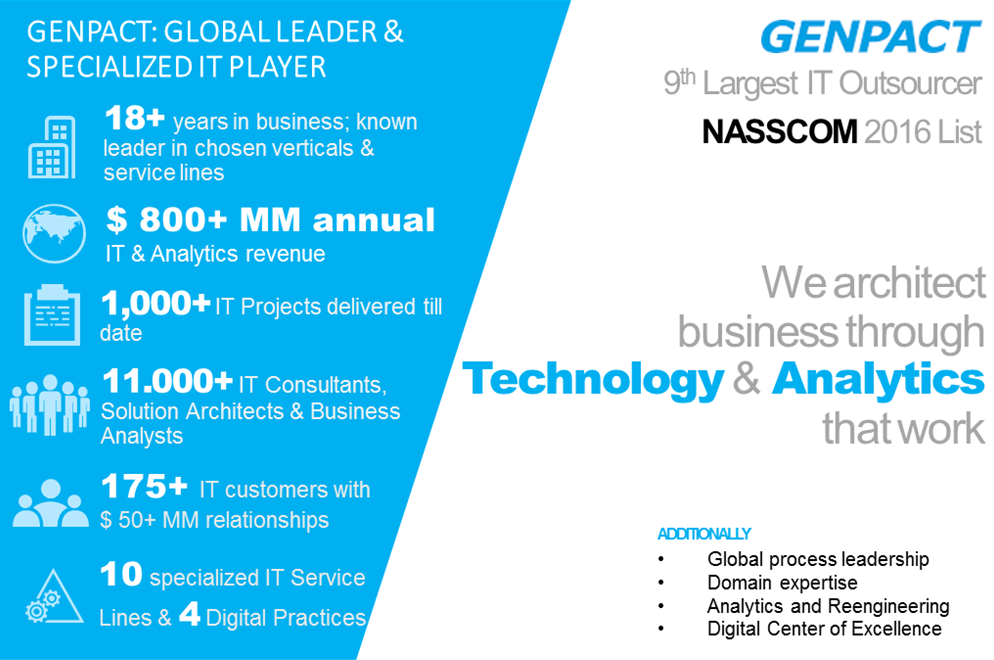 GENPACT: GLOBAL LEADER &
SPECIALIZED IT PLAYER
18+ years in business; known
leader in chosen verticals &
service lines
$ 800+ MM annual
IT & Analytics revenue
1,000+ IT Projects delivered till
date
11.000+ IT Consultants,
Solution Architects & Business
Analysts
175+ IT customers with
$ 50+ MM relationships
10 specialized IT Service
Lines & 4 Digital Practices
GENPACT
9th Largest IT Outsourcer
NASSCOM 2016 List
We architect
business through
Technology & Analytics
that work
ADDITIONALLY
• Global process leadership
• Domain expertise
• Analytics and Reengineering
• Digital Center of Excellence